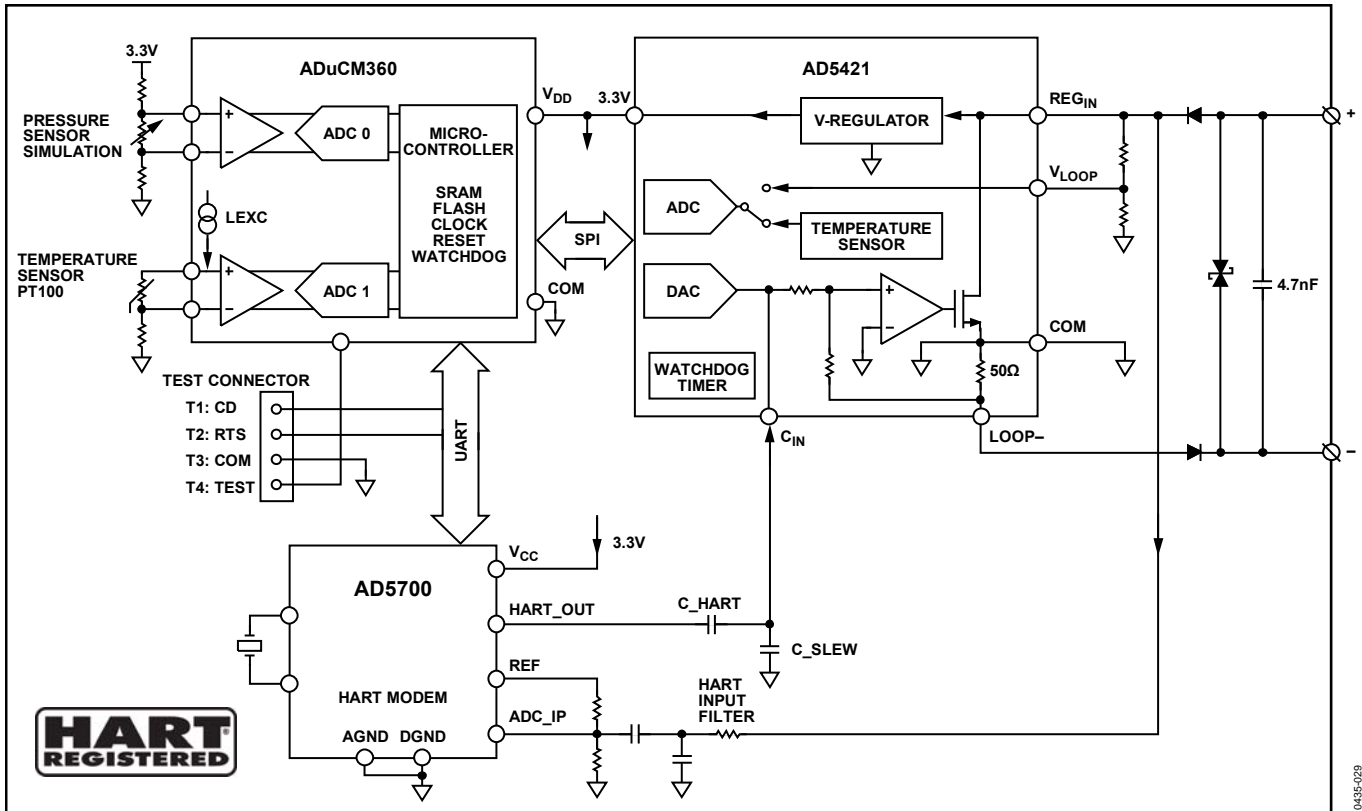 3.3V
PRESSURE
SENSOR
SIMULATION
TEMPERATURE
SENSOR
PT100
ADuCM360
+
−
ADC 0
MICRO-
CONTROLLER
SRAM
FLASH
CLOCK
RESET
WATCHDOG
LEXC
+
−
ADC 1
VDD
COM
3.3V
SPI
AD5421
V-REGULATOR
ADC
TEMPERATURE
SENSOR
DAC
+
−
WATCHDOG
TIMER
50Ω
REGIN
VLOOP
COM
CIN
LOOP−
+
4.7nF
−
TEST CONNECTOR
T1: CD
T2: RTS
T3: COM
T4: TEST
UART
AD5700
HART MODEM
VCC
3.3V
HART_OUT
REF
ADC_IP
AGND
DGND
C_HART
C_SLEW
HART
INPUT
FILTER
HART
REGISTERED
0435-029